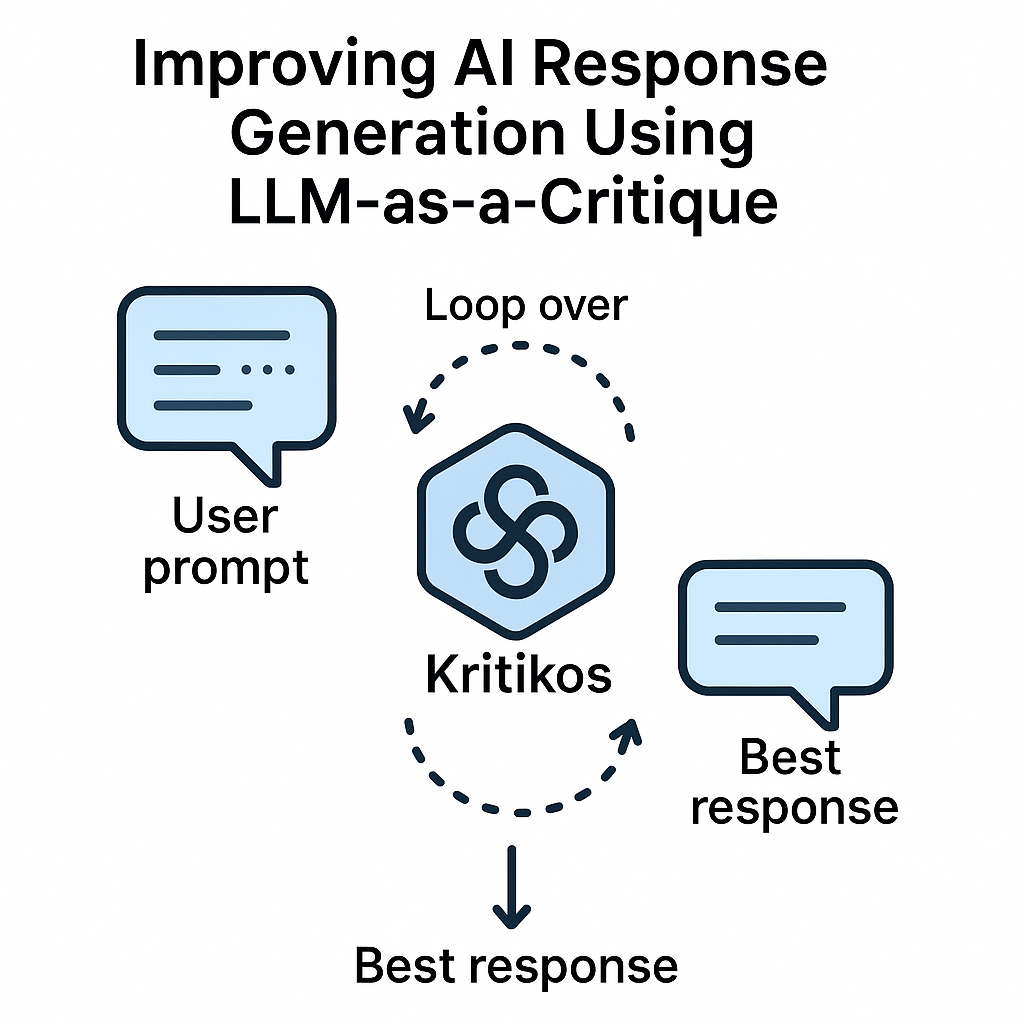 Improving AI Response
Generation Using
LLM-as-a-Critique
Loop over
User
prompt
Kritikos
Best
response
Best response